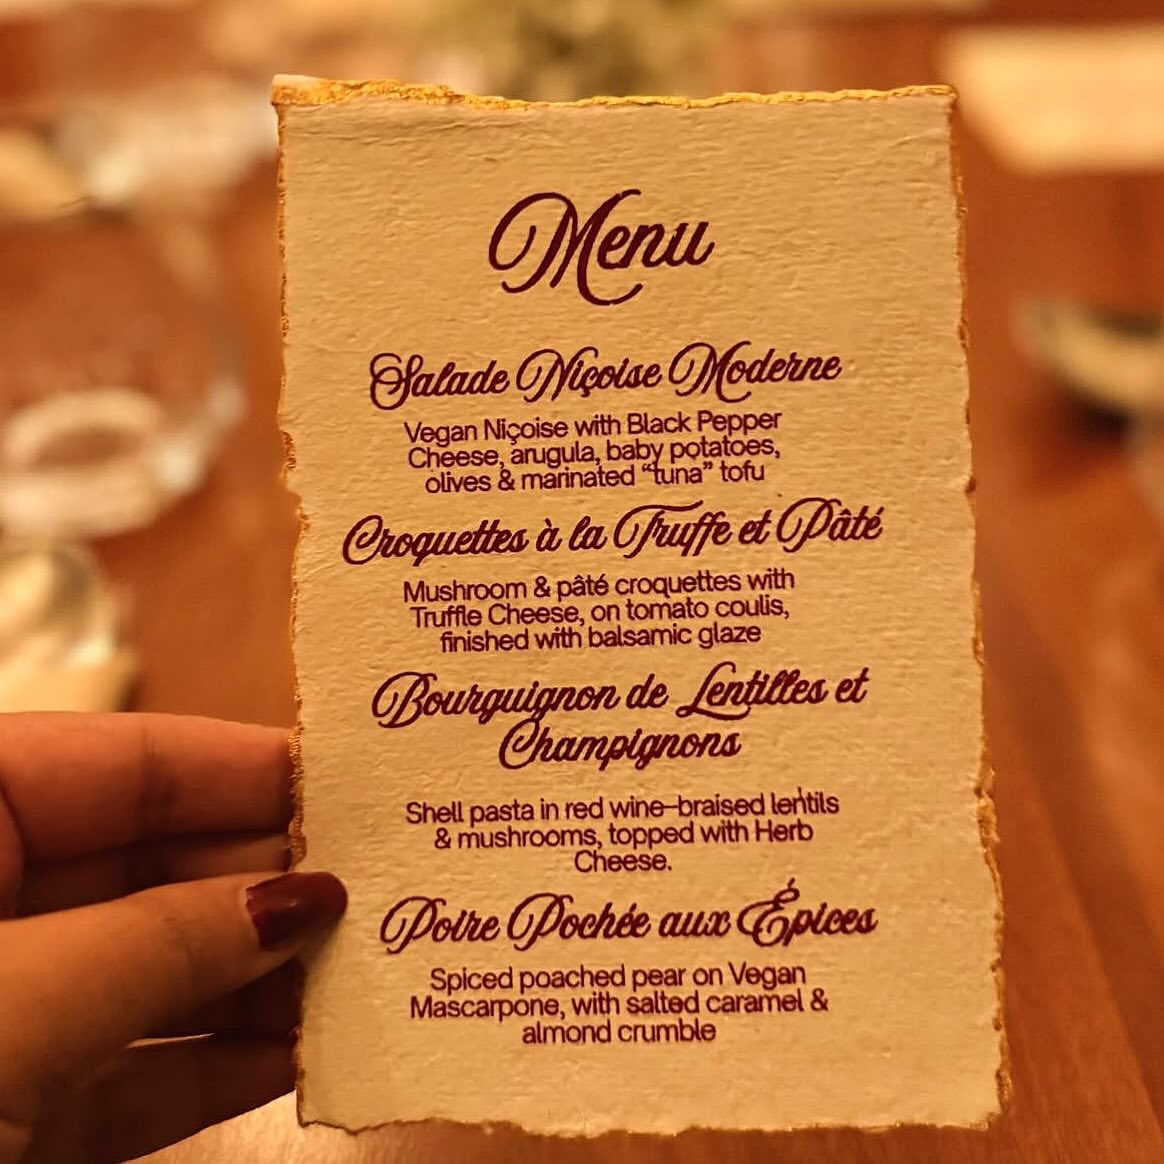 Menu
Salade Niçoise Moderne
Vegan Niçoise with Black Pepper
Cheese, arugula, baby potatoes,
olives & marinated “tuna” tofu
Croquettes à la Truffe et Pâté
Mushroom & pâté croquettes with
Truffle Cheese, on tomato coulis,
finished with balsamic glaze
Bourguignon de Lentilles et
Champignons
Shell pasta in red wine–braised lentils
& mushrooms, topped with Herb
Cheese.
Poire Pochée aux Épices
Spiced poached pear on Vegan
Mascarpone, with salted caramel &
almond crumble